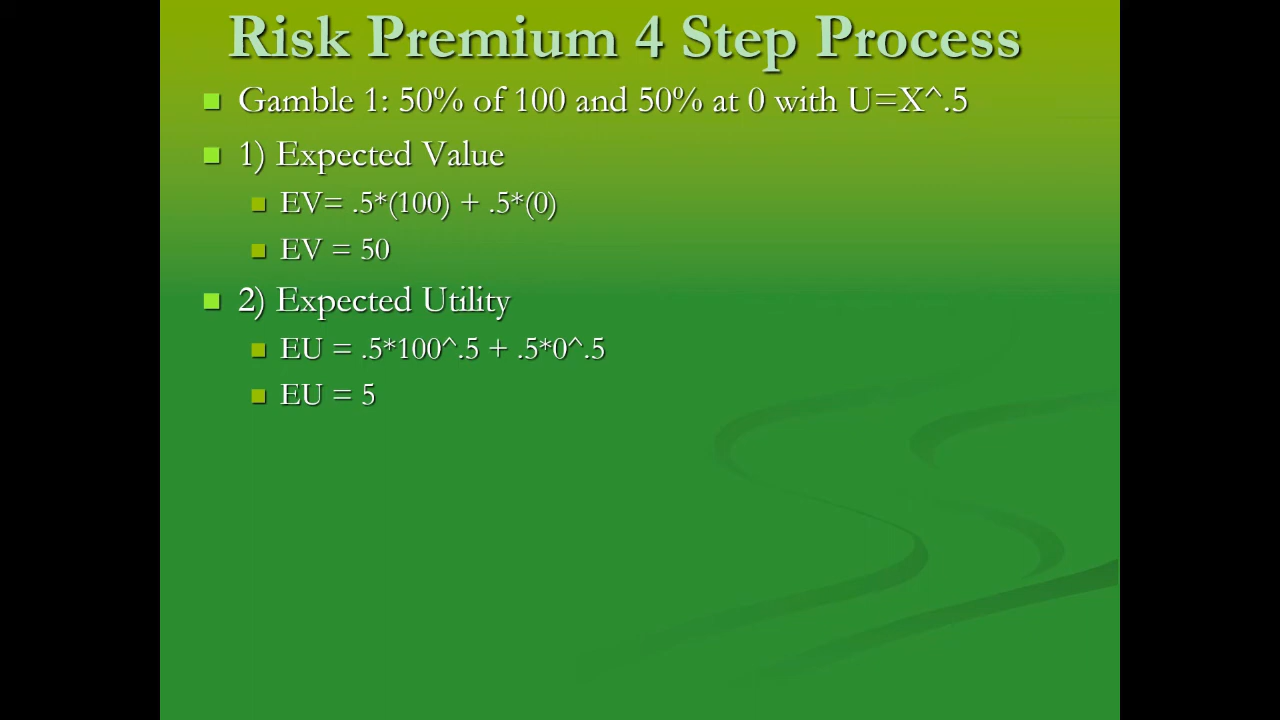 Risk Premium 4 Step Process
Gamble 1: 50% of 100 and 50% at 0 with U=X^.5
1) Expected Value
EV= .5*(100) + .5*(0)
EV = 50
2) Expected Utility
EU = .5*100^.5 + .5*0^.5
EU = 5